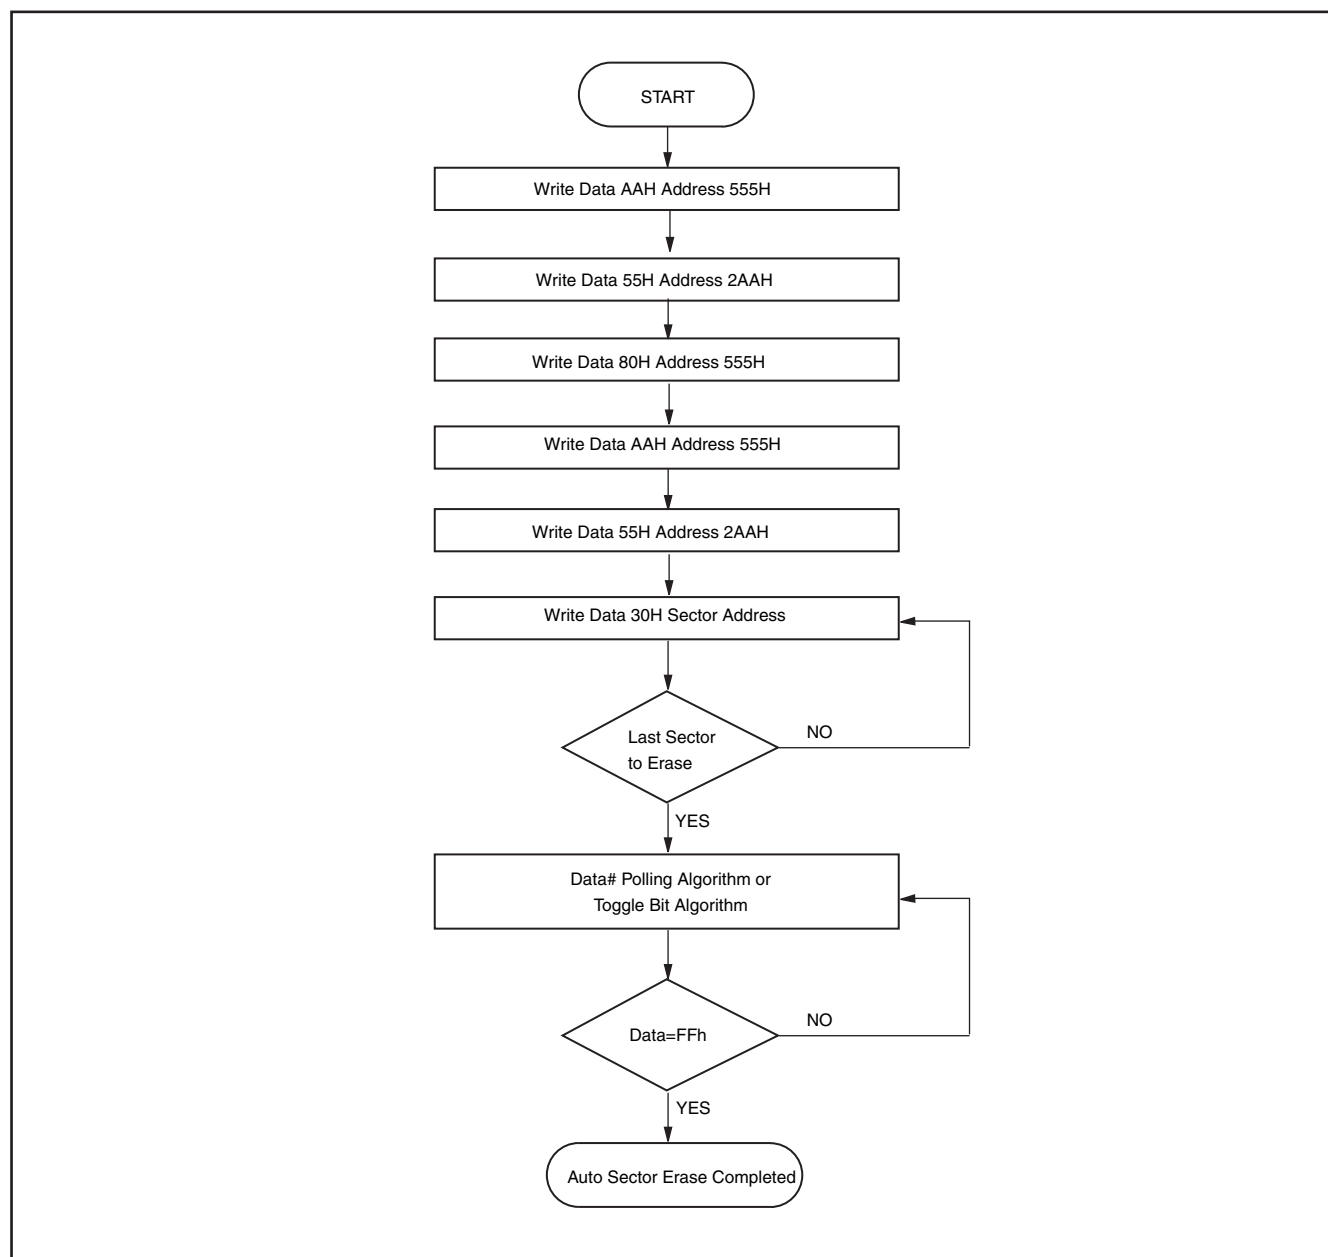 START
Write Data AAH Address 555H
Write Data 55H Address 2AAH
Write Data 80H Address 555H
Write Data AAH Address 555H
Write Data 55H Address 2AAH
Write Data 30H Sector Address
Last Sector
to Erase
NO
YES
Data# Polling Algorithm or
Toggle Bit Algorithm
Data=FFh
NO
YES
Auto Sector Erase Completed